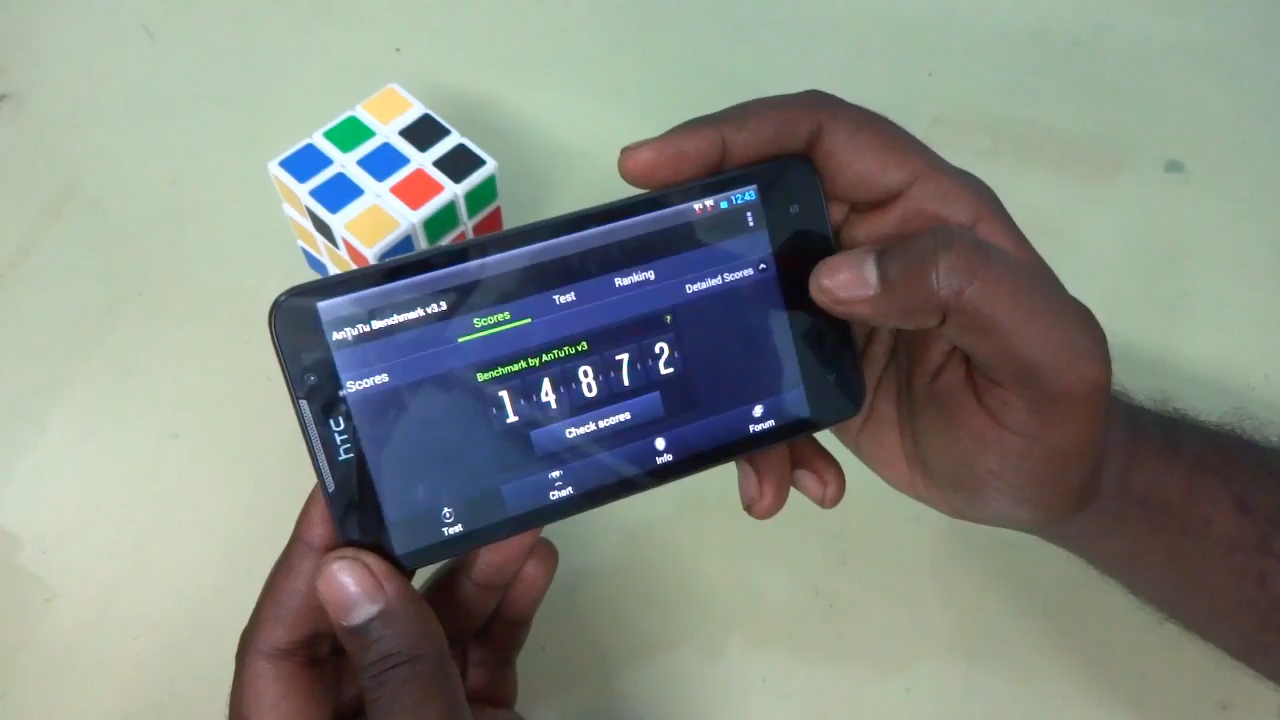 12:43
AnTuTu Benchmark v3.3
Scores
Test
Ranking
Scores
Detailed Scores
?
Benchmark by AnTuTu v3
14872
Check scores
Test
Chart
Info
Forum
hTC